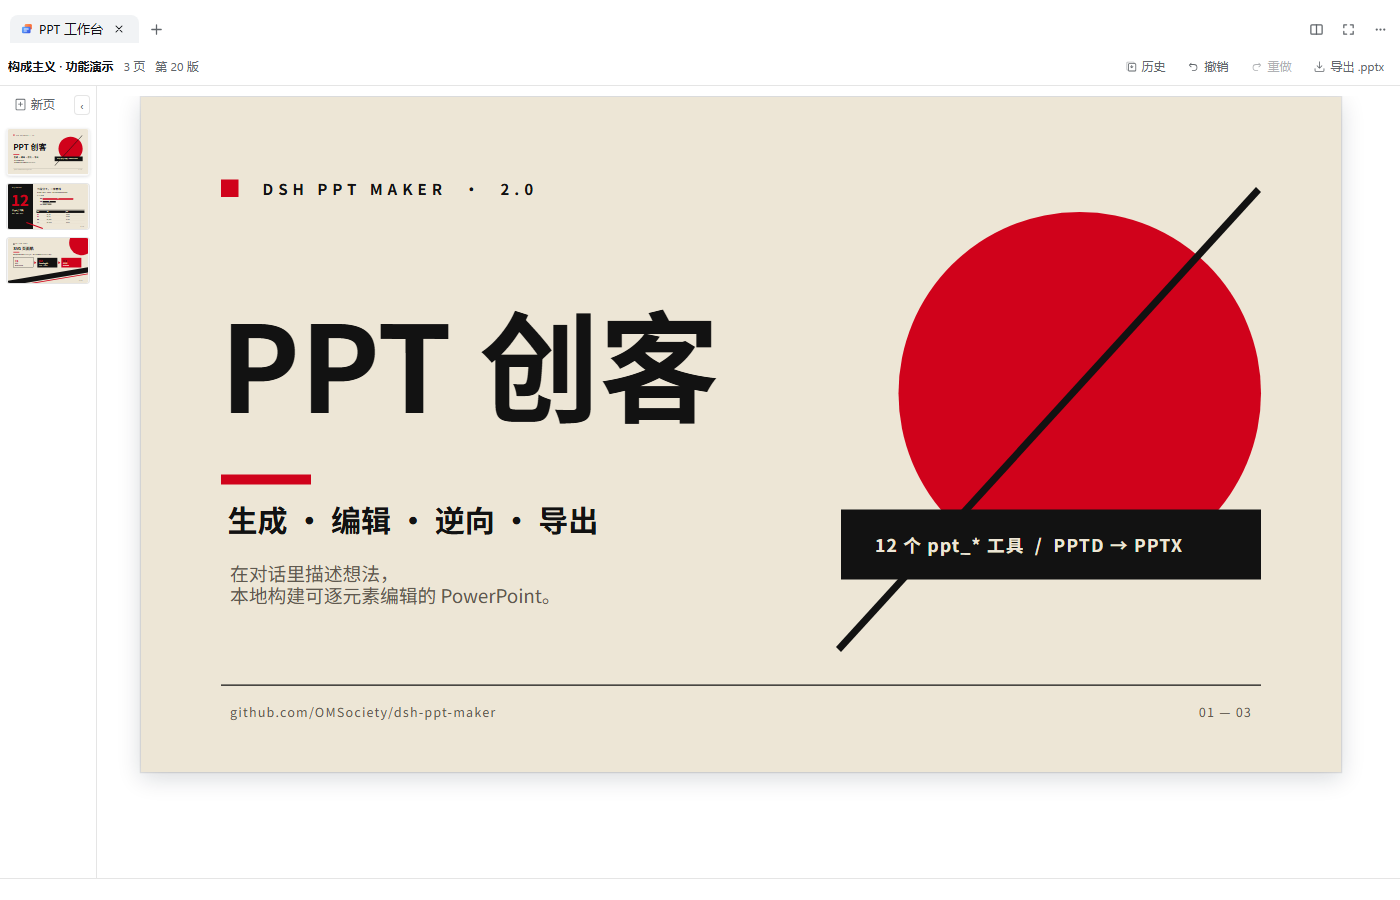 PPT 工作台
构成主义 · 功能演示 3 页 第 20 版
历史 撤销 重做 导出 .pptx
新页
PPT 创客
12
DSH PPT MAKER · 2.0
PPT 创客
生成 · 编辑 · 逆向 · 导出
在对话里描述想法，
本地构建可逐元素编辑的 PowerPoint。
12 个 ppt_* 工具 / PPTD → PPTX
github.com/OMSociety/dsh-ppt-maker
01 — 03